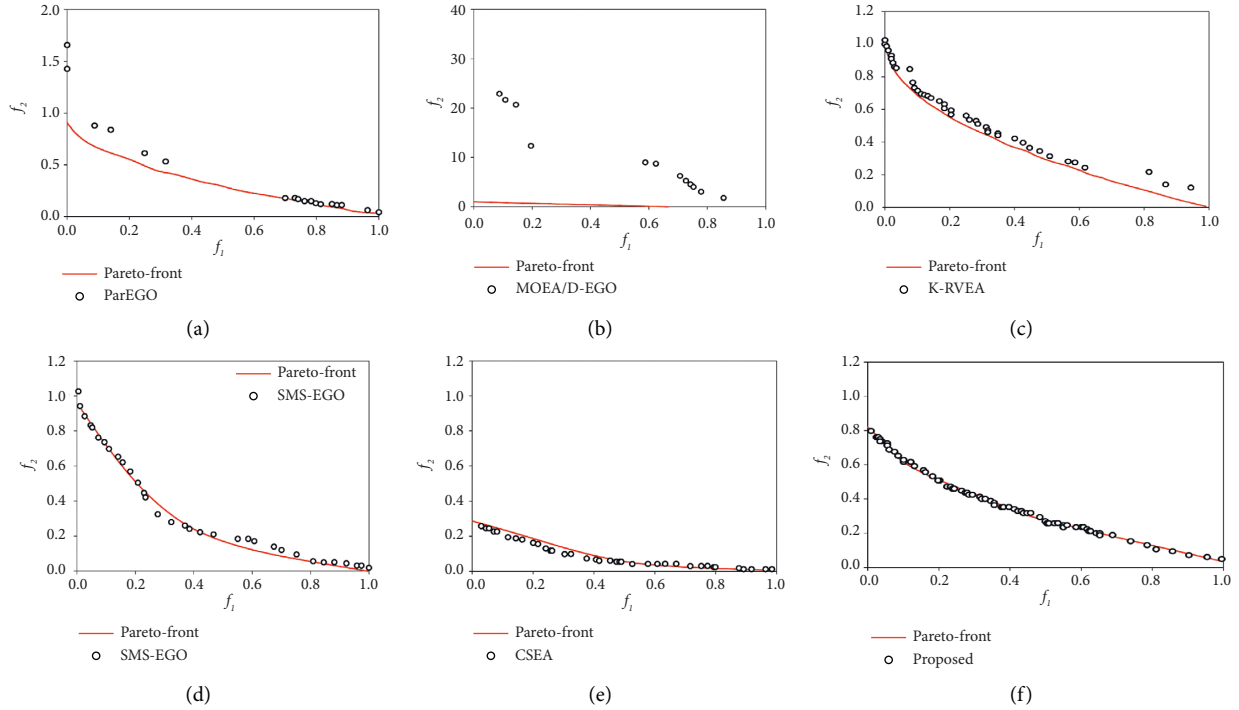 2.0
1.5
1.0
0.5
0.0
f2
0.0 0.2 0.4 0.6 0.8 1.0
f1
Pareto-front
ParEGO
(a)
40
30
20
10
0
f2
0.0 0.2 0.4 0.6 0.8 1.0
f1
Pareto-front
MOEA/D-EGO
(b)
1.2
1.0
0.8
0.6
0.4
0.2
0.0
f2
0.0 0.2 0.4 0.6 0.8 1.0
f1
Pareto-front
K-RVEA
(c)
1.2
1.0
0.8
0.6
0.4
0.2
0.0
f2
Pareto-front
SMS-EGO
0.0 0.2 0.4 0.6 0.8 1.0
f1
Pareto-front
SMS-EGO
(d)
1.2
1.0
0.8
0.6
0.4
0.2
0.0
f2
0.0 0.2 0.4 0.6 0.8 1.0
f1
Pareto-front
CSEA
(e)
1.2
1.0
0.8
0.6
0.4
0.2
0.0
f2
0.0 0.2 0.4 0.6 0.8 1.0
f1
Pareto-front
Proposed
(f)